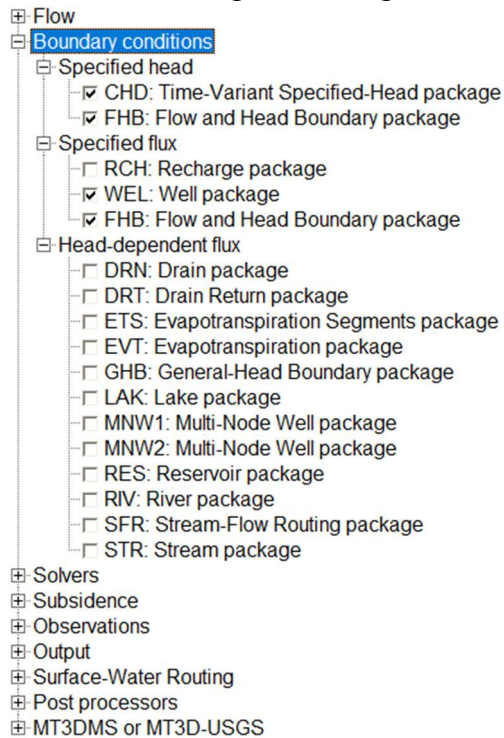 Flow
Boundary conditions
Specified head
CHD: Time-Variant Specified-Head package
FHB: Flow and Head Boundary package
Specified flux
RCH: Recharge package
WEL: Well package
FHB: Flow and Head Boundary package
Head-dependent flux
DRN: Drain package
DRT: Drain Return package
ETS: Evapotranspiration Segments package
EVT: Evapotranspiration package
GHB: General-Head Boundary package
LAK: Lake package
MNW1: Multi-Node Well package
MNW2: Multi-Node Well package
RES: Reservoir package
RIV: River package
SFR: Stream-Flow Routing package
STR: Stream package
Solvers
Subsidence
Observations
Output
Surface-Water Routing
Post processors
MT3DMS or MT3D-USGS